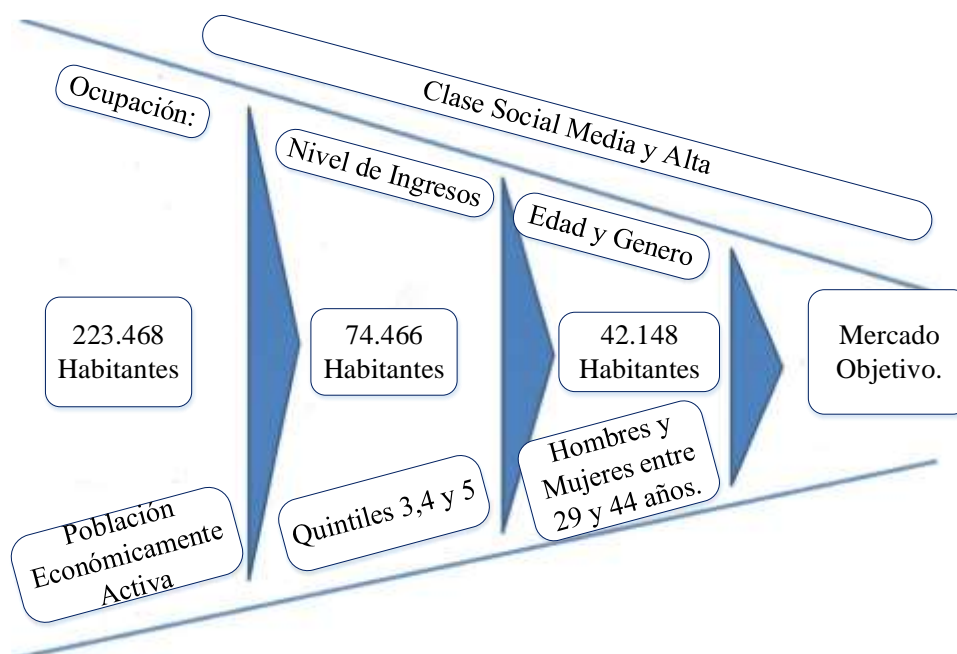 Clase Social Media y Alta
Ocupación:
Nivel de Ingresos
Edad y Genero
223.468
Habitantes
74.466
Habitantes
42.148
Habitantes
Mercado
Objetivo.
Población
Económicamente
Activa
Quintiles 3,4 y 5
Hombres y
Mujeres entre
29 y 44 años.